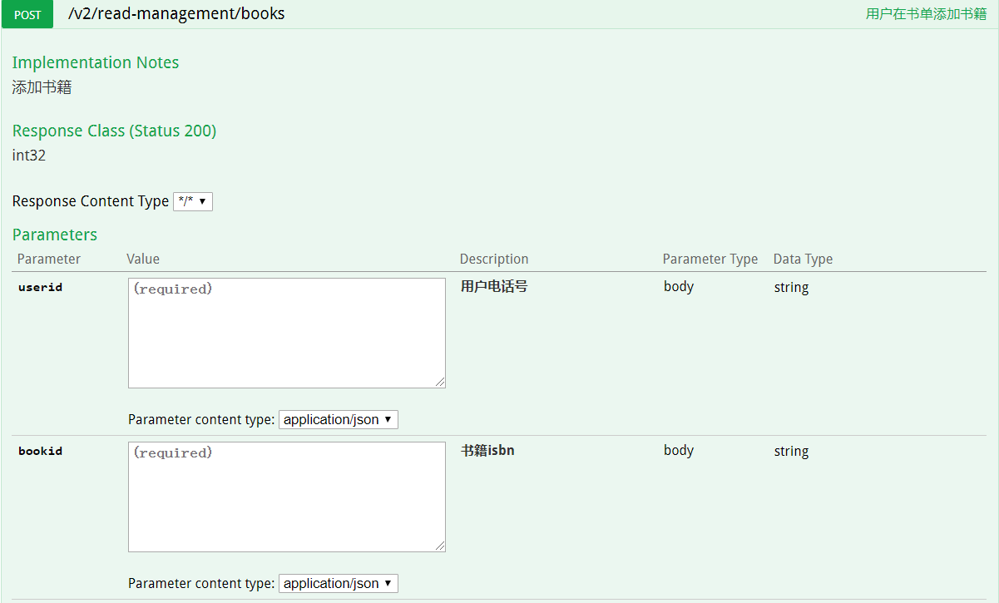 POST /v2/read-management/books 用户在书单添加书籍
Implementation Notes
添加书籍
Response Class (Status 200)
int32
Response Content Type */*
Parameters
Parameter Value Description Parameter Type Data Type
userid (required) 用户电话号 body string
Parameter content type: application/json
bookid (required) 书籍isbn body string
Parameter content type: application/json